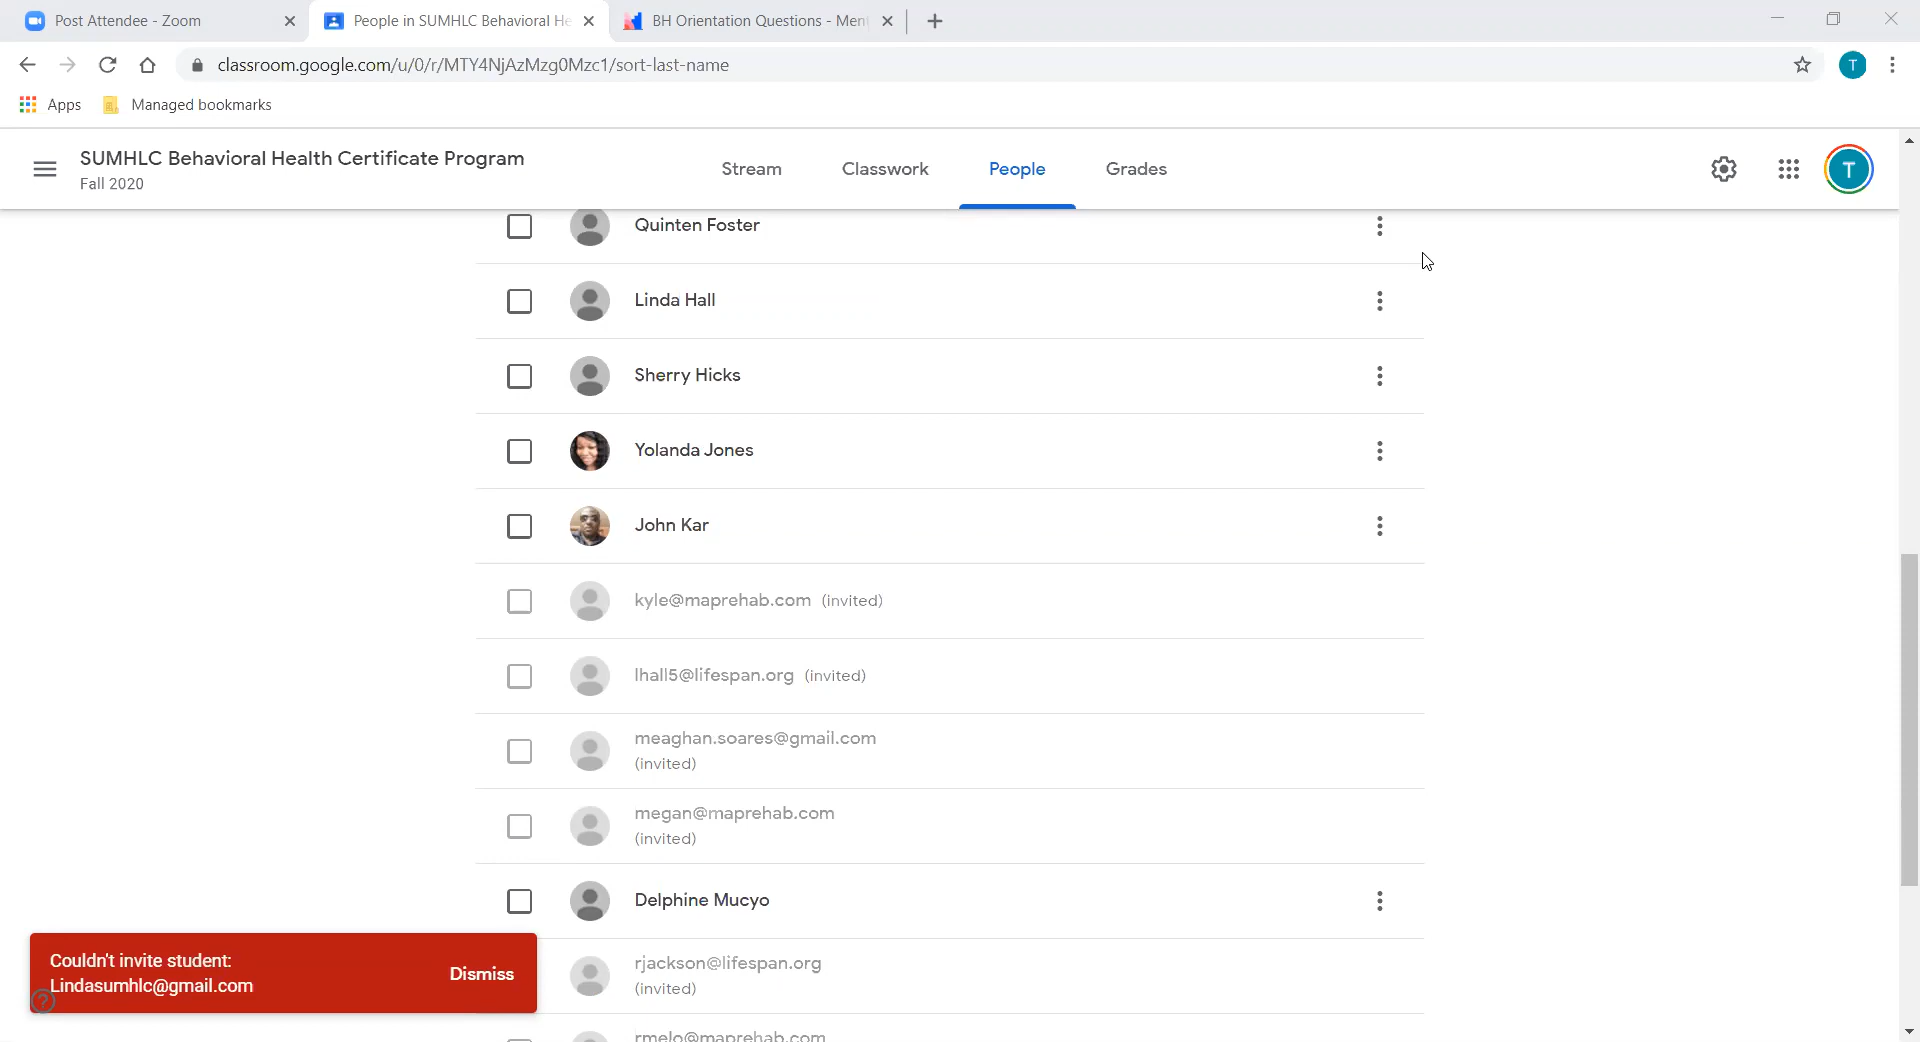 Post Attendee - Zoom
People in SUMHLC Behavioral He
BH Orientation Questions - Men
classroom.google.com/u/0/r/MTY4NjAzMzg0Mzc1/sort-last-name
T
Apps
Managed bookmarks
SUMHLC Behavioral Health Certificate Program
Fall 2020
Stream
Classwork
People
Grades
T
Quinten Foster
Linda Hall
Sherry Hicks
Yolanda Jones
John Kar
kyle@maprehab.com (invited)
lhall5@lifespan.org (invited)
meaghan.soares@gmail.com
(invited)
megan@maprehab.com
(invited)
Delphine Mucyo
rjackson@lifespan.org
(invited)
rmelo@maprehab.com
Couldn't invite student:
Lindasumhlc@gmail.com
Dismiss
?